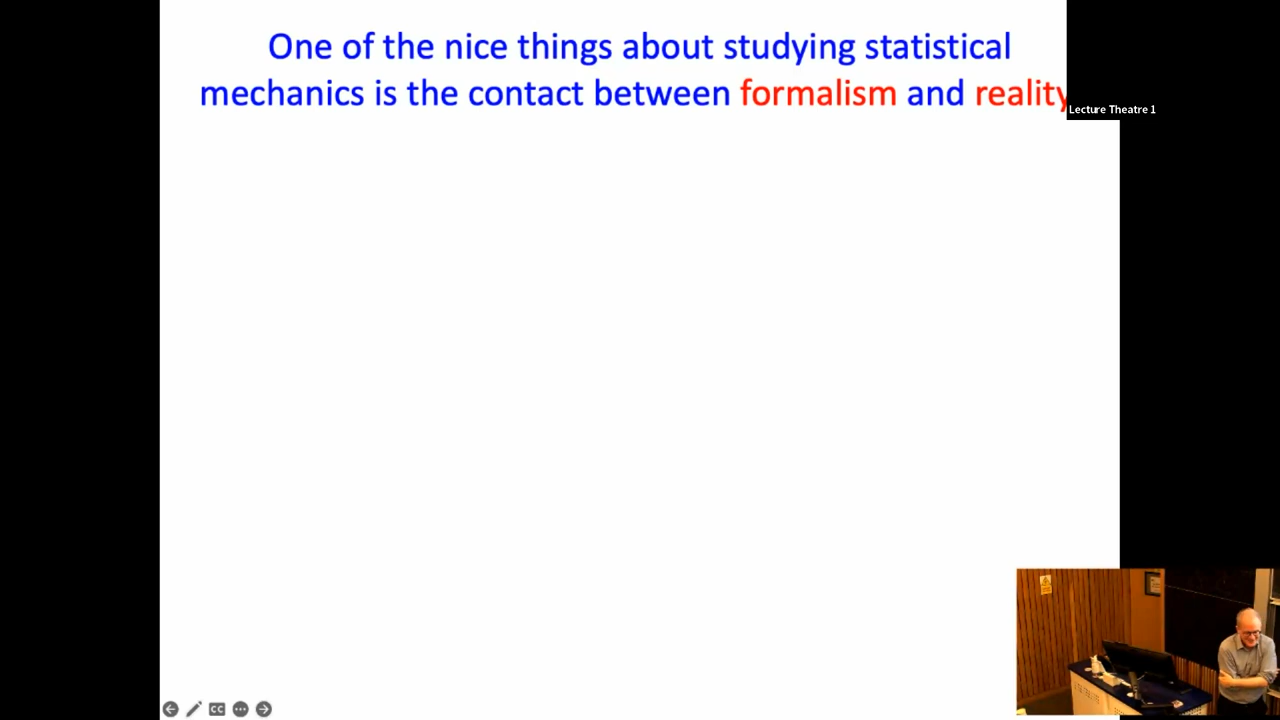 One of the nice things about studying statistical
mechanics is the contact between formalism and reality
Lecture Theatre 1
CC